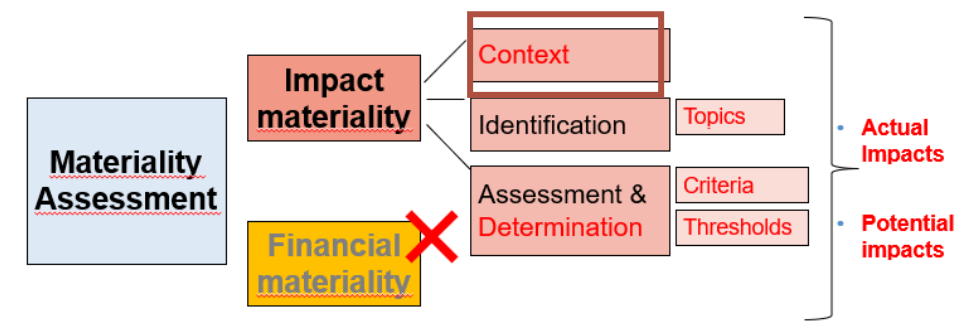 Materiality
Assessment
Impact
materiality
Financial
materiality
Context
Identification
Topics
Assessment &
Determination
Criteria
Thresholds
• Actual
Impacts
• Potential
impacts